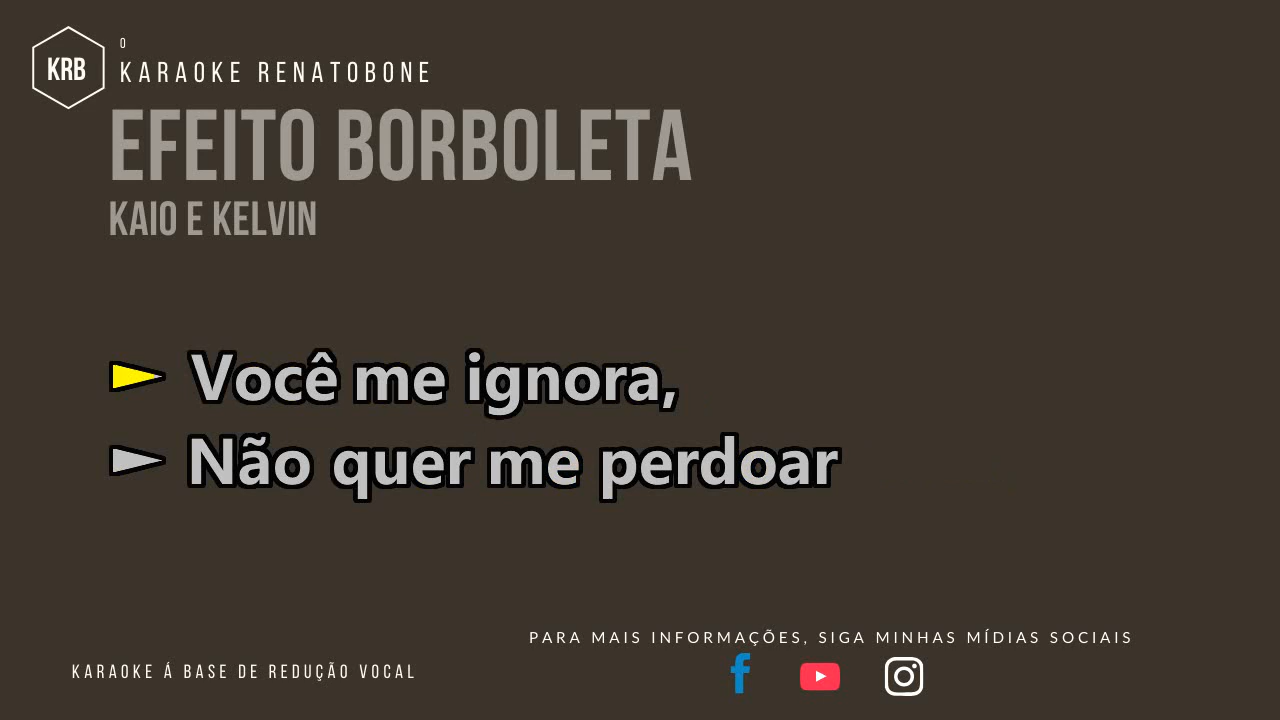 KRB
O
KARAOKE RENATOBONE
EFEITO BORBOLETA
KAIO E KELVIN
Você me ignora,
Não quer me perdoar
PARA MAIS INFORMAÇÕES, SIGA MINHAS MÍDIAS SOCIAIS
KARAOKE Á BASE DE REDUÇÃO VOCAL